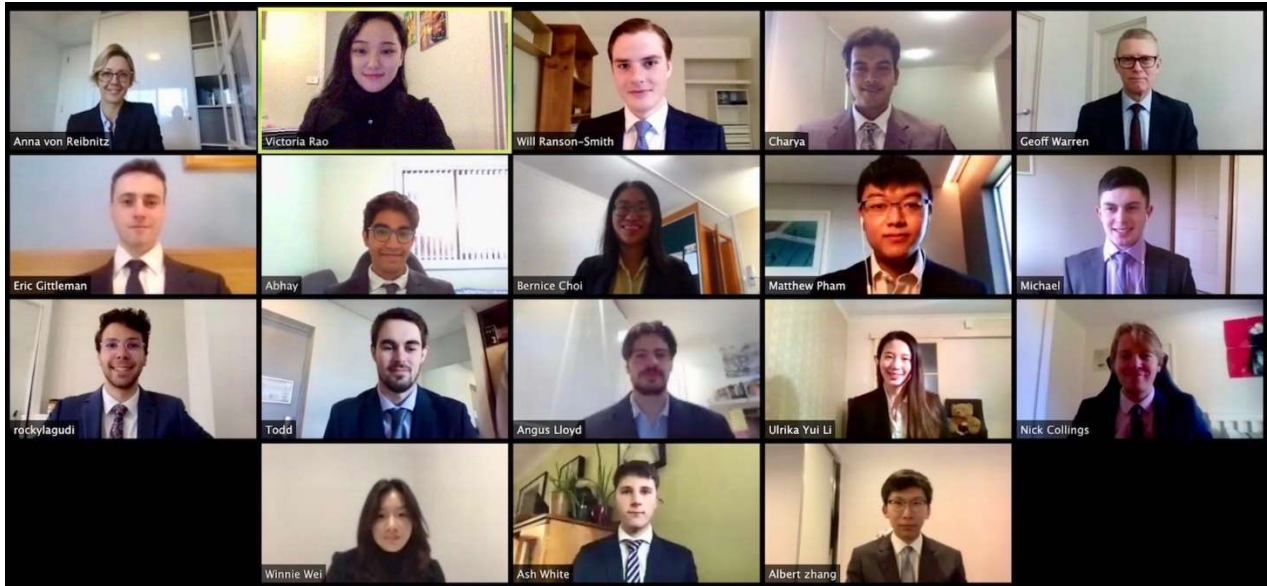 Anna von Reibnitz
Victoria Rao
Will Ranson-Smith
Charya
Geoff Warren
Eric Gittleman
Abhay
Bernice Choi
Matthew Pham
Michael
rockylagudi
Todd
Angus Lloyd
Ulrika Yui Li
Nick Collings
Winnie Wei
Ash White
Albert zhang